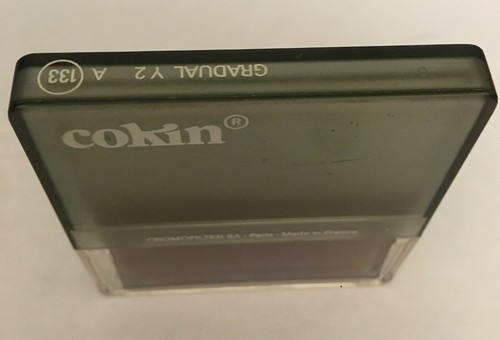 GRADUAL Y 2 A 133
cokin®
CROMOFILTER SA - Paris - Made in France